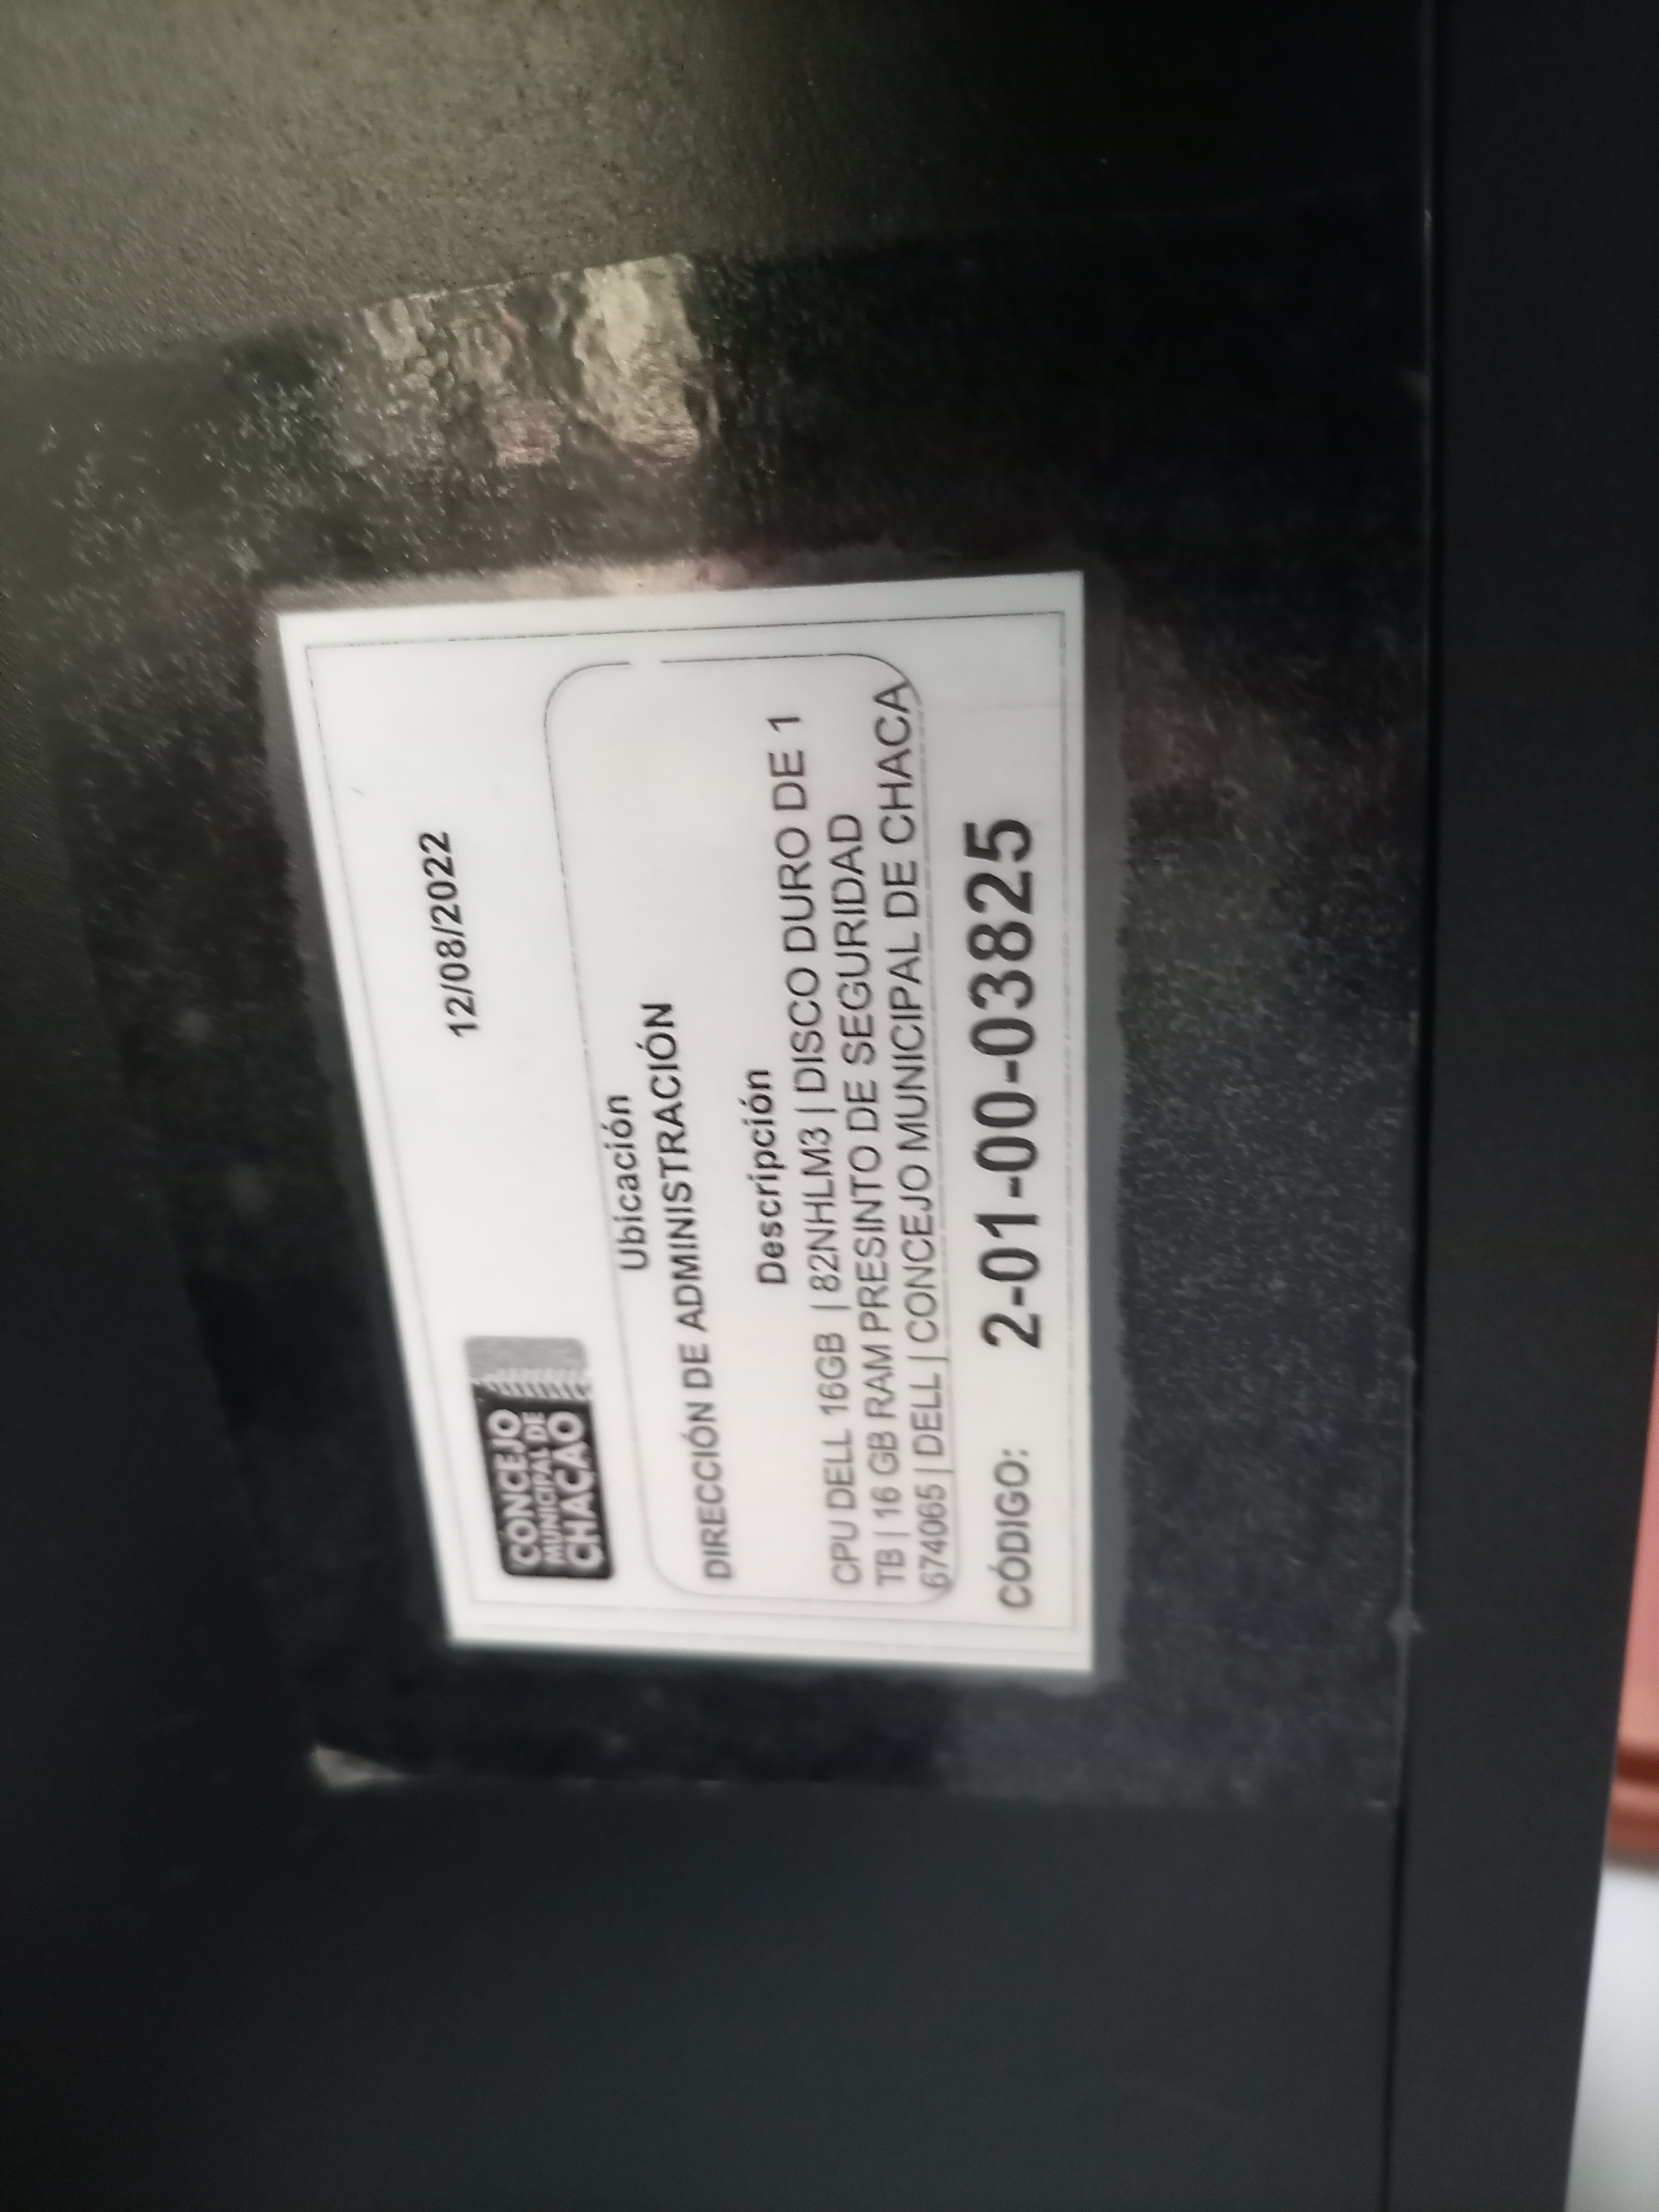 12/08/2022
CONCEJO
MUNICIPAL DE
CHACAO
Ubicación
DIRECCIÓN DE ADMINISTRACIÓN
Descripción
CPU DELL 16GB | 82NHLM3 | DISCO DURO DE 1
TB | 16 GB RAM PRESINTO DE SEGURIDAD
674065 | DELL | CONCEJO MUNICIPAL DE CHACA
CÓDIGO: 2-01-00-03825